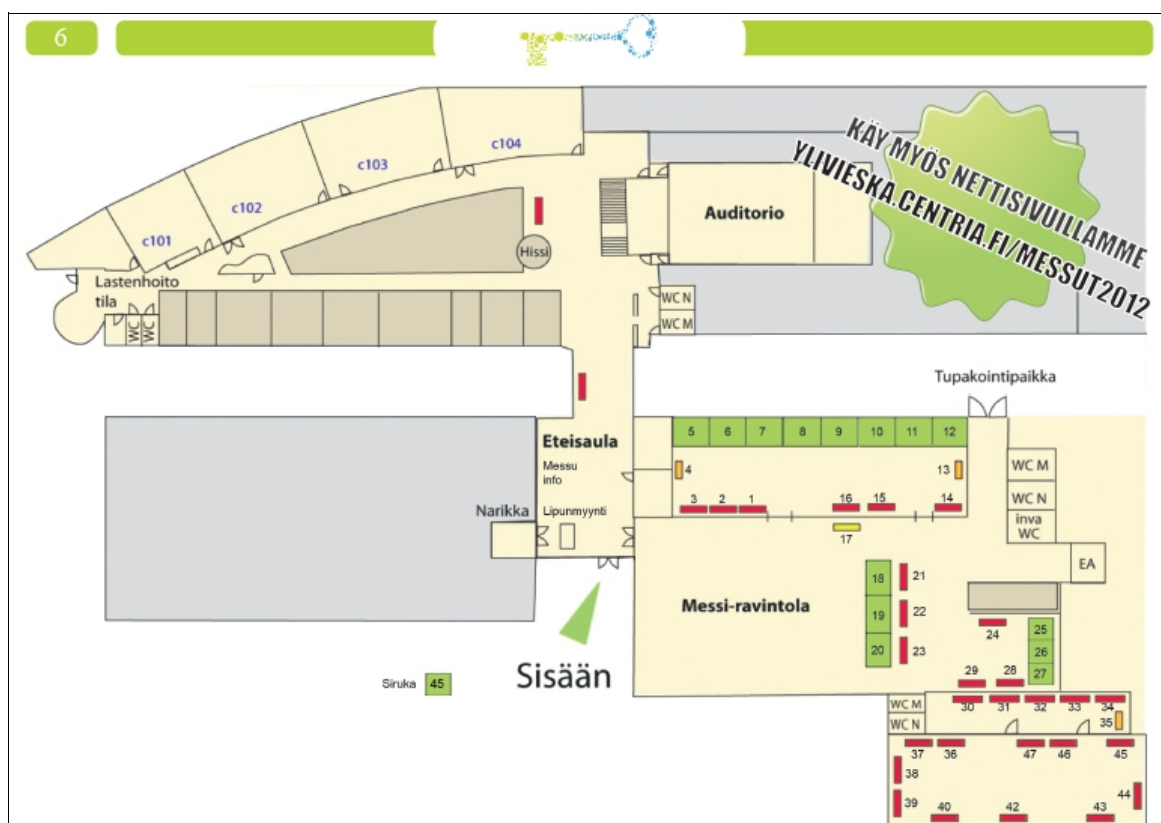 6
KÄY MYÖS NETTISIVUILLAMME
YLIVIESKA.CENTRIA.FI/MESSUT2012
c104
c103
c102
c101
Auditorio
Hissi
Lastenhoito
tila
WC
WC
WC N
WC M
Tupakointipaikka
5 6 7 8 9 10 11 12
Eteisaula
Messu
info
4
13
WC M
3 2 1 16 15 14
WC N
Narikka
Lipunmyynti
inva
WC
17
EA
18
21
Messi-ravintola
19
22
20
23
24
25
26
27
Sisään
Siruka 45
29 28
WC M
30 31 32 33 34
WC N
35
37 36 47 46 45
38
39
44
40 42 43